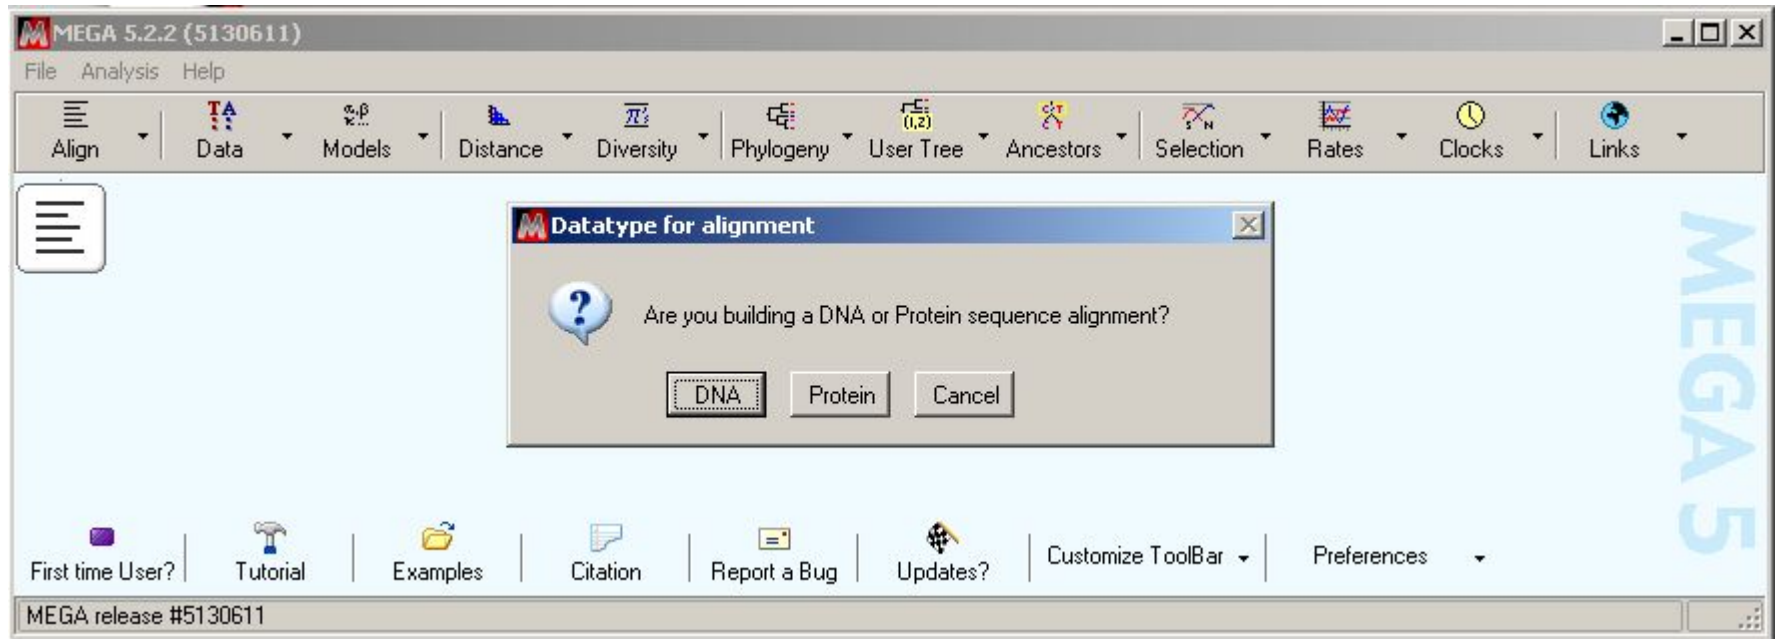 MEGA 5.2.2 (5130611)
File Analysis Help
Align Data Models Distance Diversity Phylogeny User Tree Ancestors Selection Rates Clocks Links
Datatype for alignment
Are you building a DNA or Protein sequence alignment?
DNA Protein Cancel
MEGA 5
First time User? Tutorial Examples Citation Report a Bug Updates? Customize ToolBar Preferences
MEGA release #5130611